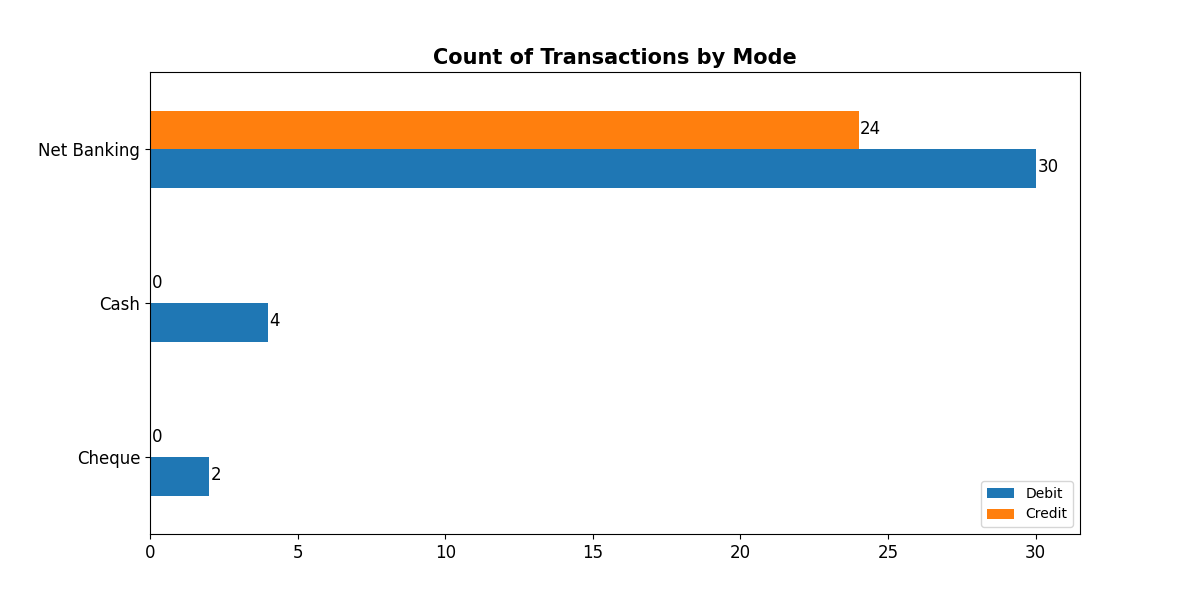 Count of Transactions by Mode
Net Banking
24
30
Cash
0
4
Cheque
0
2
Debit
Credit
0 5 10 15 20 25 30